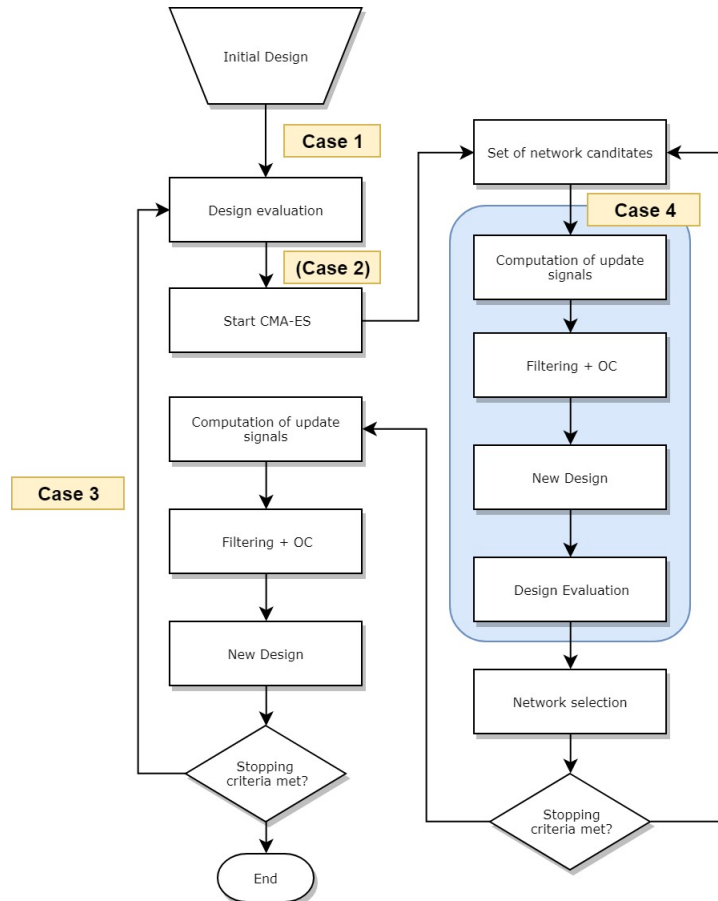 Initial Design
Case 1
Design evaluation
(Case 2)
Start CMA-ES
Computation of update
signals
Case 3
Filtering + OC
New Design
Stopping
criteria met?
End
Set of network canditates
Case 4
Computation of update
signals
Filtering + OC
New Design
Design Evaluation
Network selection
Stopping
criteria met?